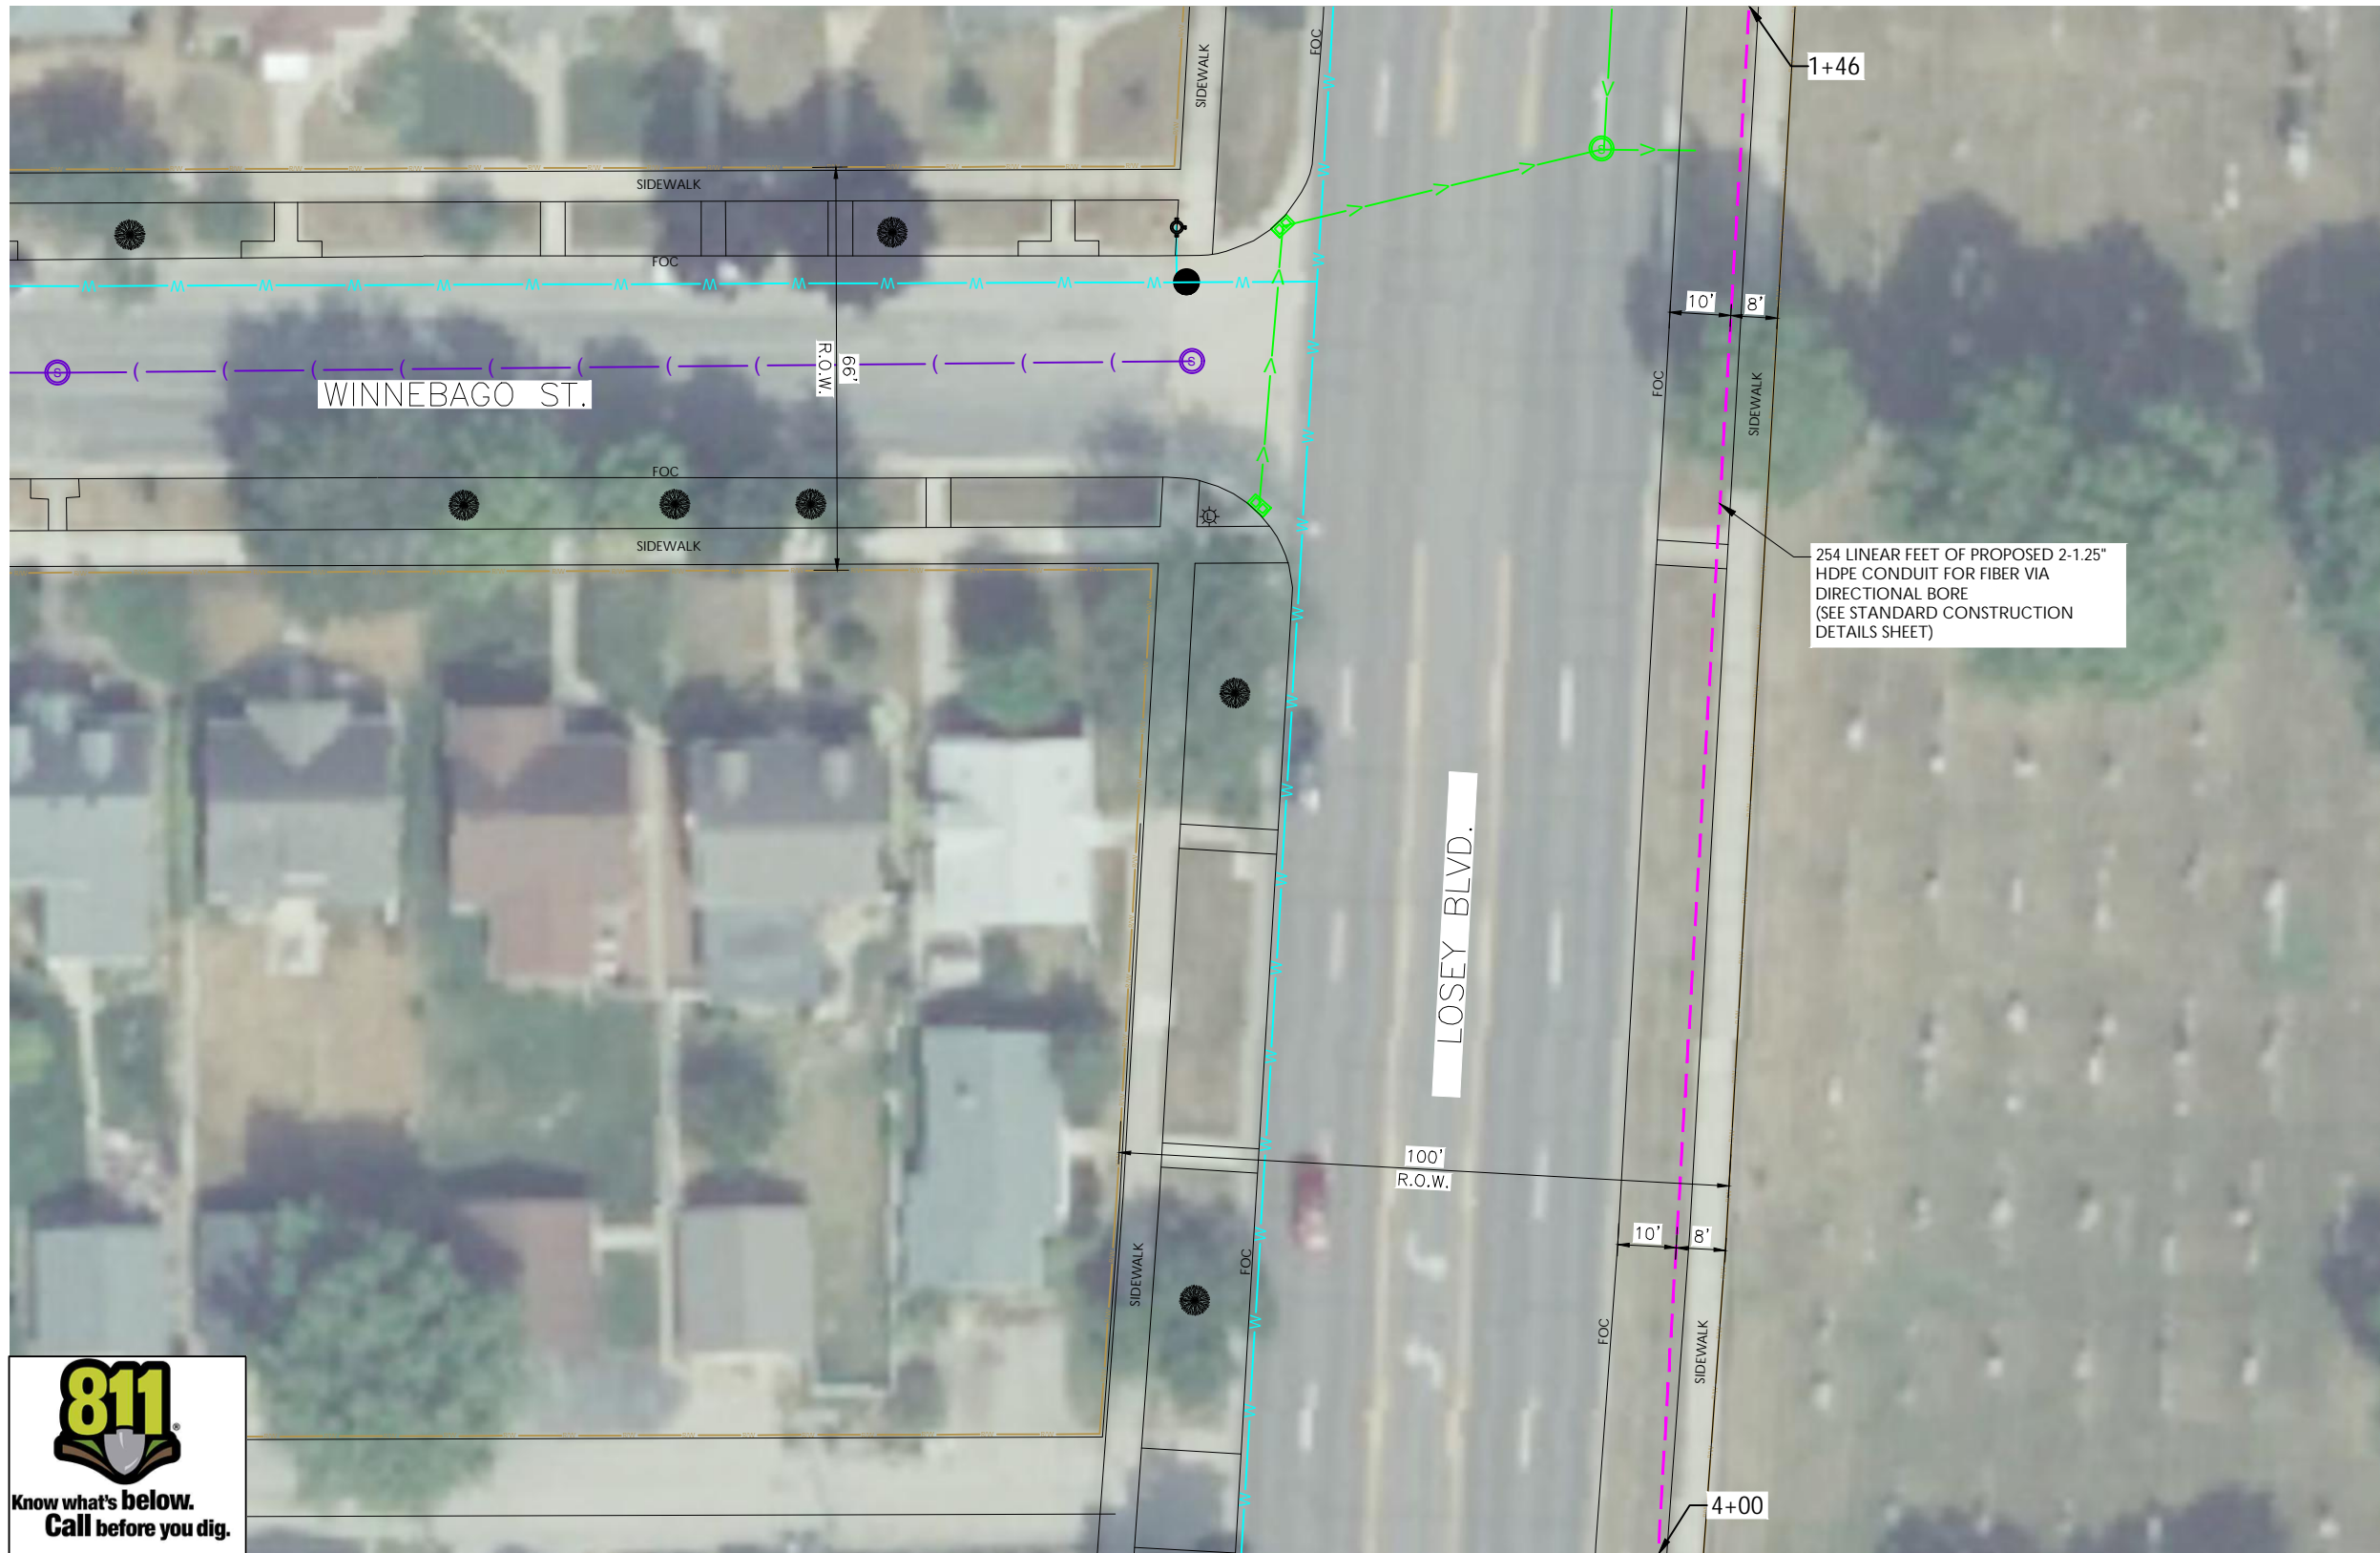 1+46
SIDEWALK
FOC
SIDEWALK
FOC
10' 8'
66'
R.O.W.
WINNEBAGO ST.
FOC
SIDEWALK
FOC
SIDEWALK
254 LINEAR FEET OF PROPOSED 2-1.25"
HDPE CONDUIT FOR FIBER VIA
DIRECTIONAL BORE
(SEE STANDARD CONSTRUCTION
DETAILS SHEET)
LOSEY BLVD.
100'
R.O.W.
10' 8'
SIDEWALK
FOC
FOC
SIDEWALK
4+00
811®
Know what's below.
Call before you dig.